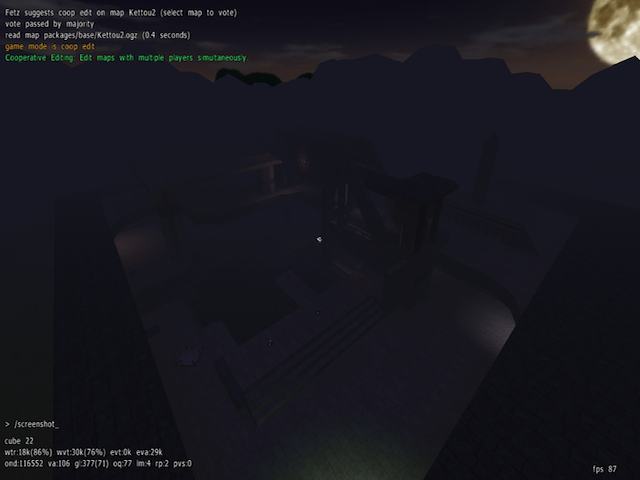 Fetz suggests coop edit on map Kettou2 (select map to vote)
vote passed by majority
read map packages/base/Kettou2.ogz (0.4 seconds)
game mode is coop edit
Cooperative Editing: Edit maps with multiple players simultaneously.
> /screenshot_
cube 22
wtr:18k(86%) wvt:30k(76%) evt:0k eva:29k
ond:116552 va:106 gl:377(71) oq:77 lm:4 rp:2 pvs:0
fps 87